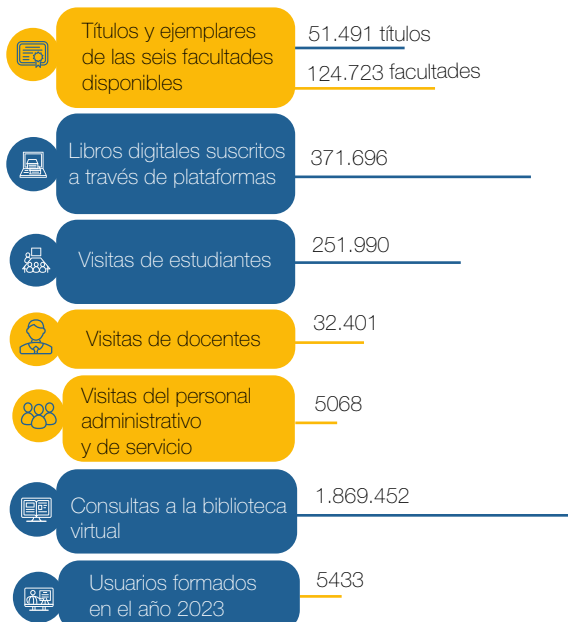 Títulos y ejemplares
de las seis facultades
disponibles
51.491 títulos
124.723 facultades
Libros digitales suscritos
a través de plataformas
371.696
Visitas de estudiantes
251.990
Visitas de docentes
32.401
Visitas del personal
administrativo
y de servicio
5068
Consultas a la biblioteca
virtual
1.869.452
Usuarios formados
en el año 2023
5433